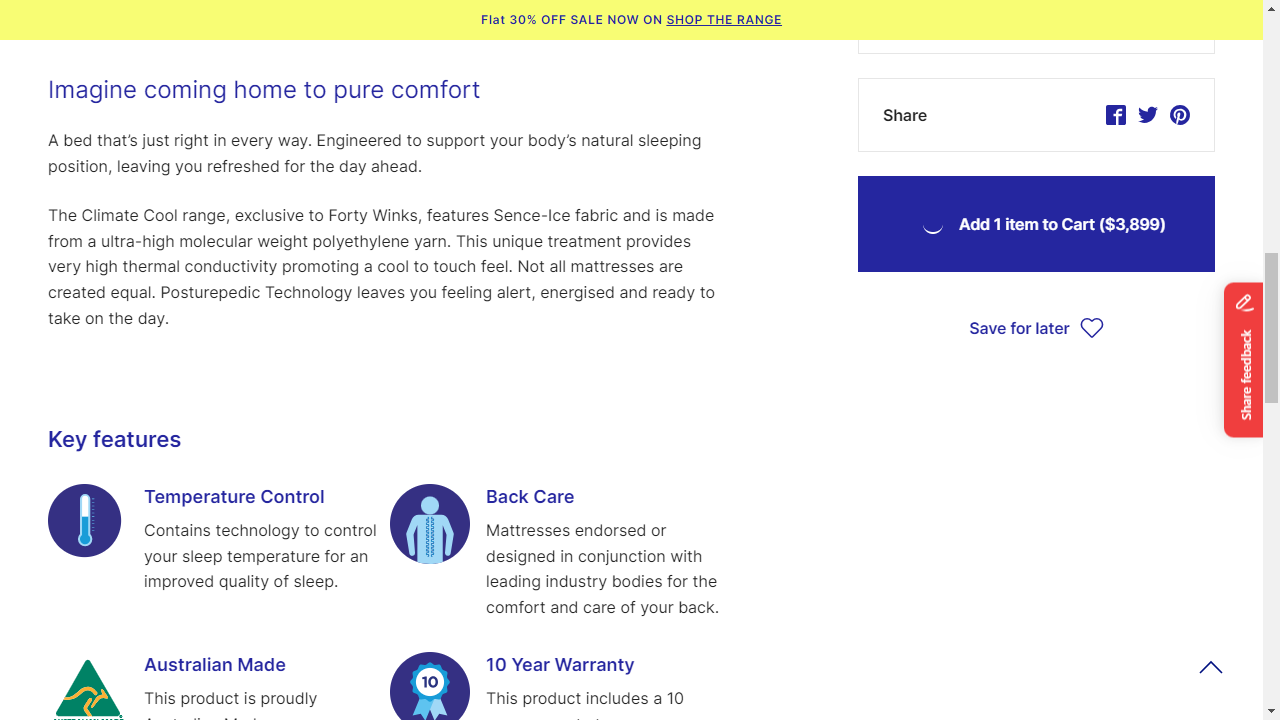 Flat 30% OFF SALE NOW ON SHOP THE RANGE
Imagine coming home to pure comfort
A bed that’s just right in every way. Engineered to support your body’s natural sleeping
position, leaving you refreshed for the day ahead.
The Climate Cool range, exclusive to Forty Winks, features Sence-Ice fabric and is made
from a ultra-high molecular weight polyethylene yarn. This unique treatment provides
very high thermal conductivity promoting a cool to touch feel. Not all mattresses are
created equal. Posturepedic Technology leaves you feeling alert, energised and ready to
take on the day.
Share
Add 1 item to Cart ($3,899)
Save for later
Share feedback
Key features
Temperature Control
Contains technology to control
your sleep temperature for an
improved quality of sleep.
Back Care
Mattresses endorsed or
designed in conjunction with
leading industry bodies for the
comfort and care of your back.
Australian Made
This product is proudly
10
10 Year Warranty
This product includes a 10